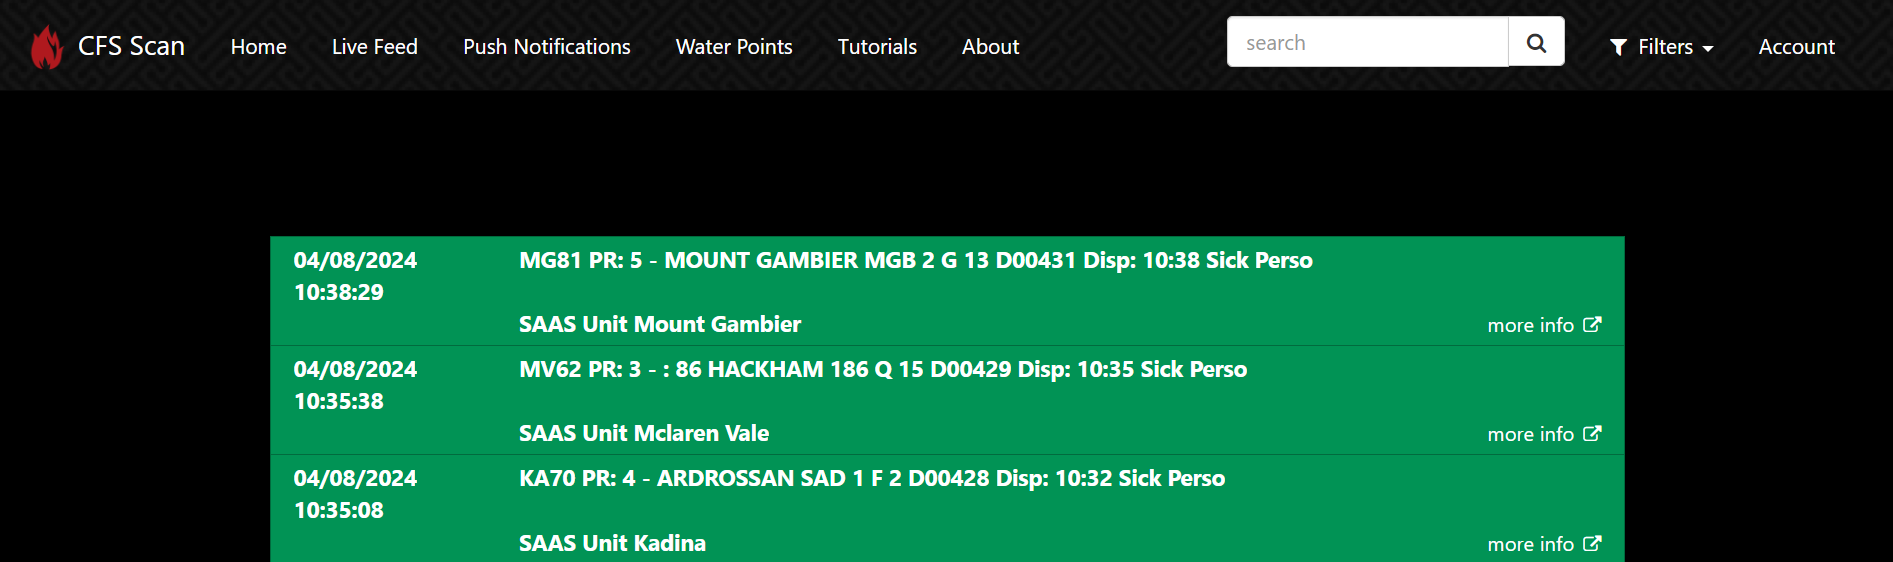 CFS Scan Home Live Feed Push Notifications Water Points Tutorials About search Filters Account
04/08/2024 MG81 PR: 5 - MOUNT GAMBIER MGB 2 G 13 D00431 Disp: 10:38 Sick Perso
10:38:29
SAAS Unit Mount Gambier more info
04/08/2024 MV62 PR: 3 - : 86 HACKHAM 186 Q 15 D00429 Disp: 10:35 Sick Perso
10:35:38
SAAS Unit Mclaren Vale more info
04/08/2024 KA70 PR: 4 - ARDROSSAN SAD 1 F 2 D00428 Disp: 10:32 Sick Perso
10:35:08
SAAS Unit Kadina more info